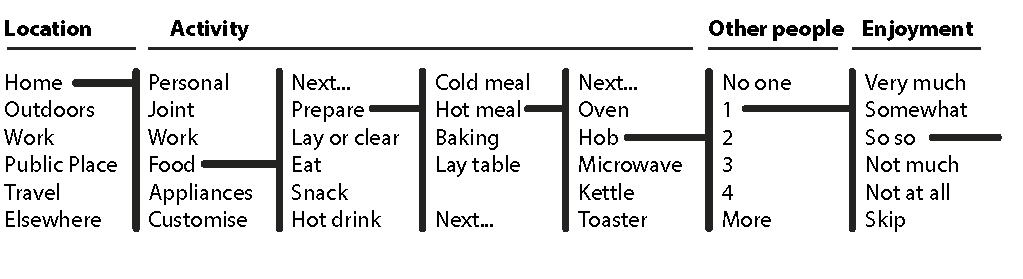 Location Activity Other people Enjoyment
Home Personal Next... Cold meal Next... No one Very much
Outdoors Joint Prepare Hot meal Oven 1 Somewhat
Work Work Lay or clear Baking Hob 2 So so
Public Place Food Eat Lay table Microwave 3 Not much
Travel Appliances Snack Kettle 4 Not at all
Elsewhere Customise Hot drink Next... Toaster More Skip